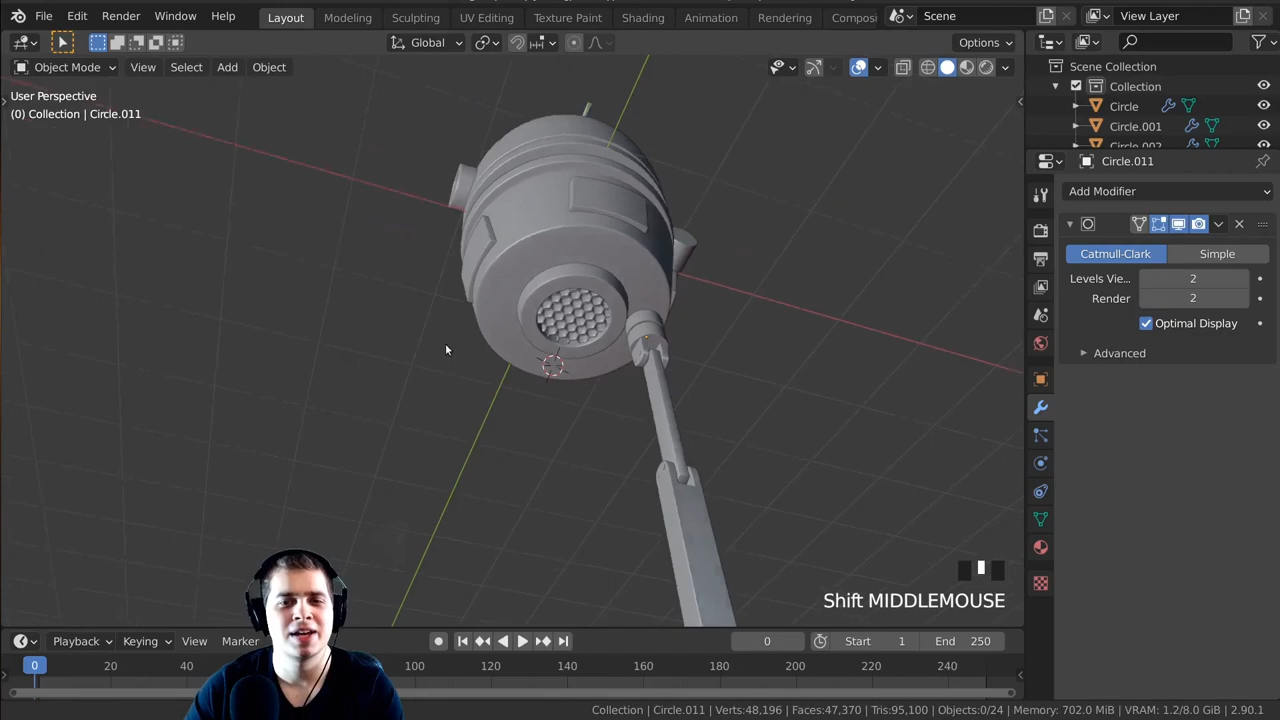 File Edit Render Window Help Layout Modeling Sculpting UV Editing Texture Paint Shading Animation Rendering Composi Scene View Layer
Global Options
Object Mode View Select Add Object
User Perspective
(0) Collection | Circle.011
Scene Collection
Collection
Circle
Circle.001
Circle.002
Circle.011
Add Modifier
Catmull-Clark Simple
Levels Vie... 2
Render 2
Optimal Display
Advanced
Shift MIDDLEMOUSE
Playback Keying View Marker 0 Start 1 End 250
0 20 40 100 120 140 160 180 200 220 240
Collection | Circle.011 | Verts:48,196 | Faces:47,370 | Tris:95,100 | Objects:0/24 | Memory: 702.0 MiB | VRAM: 1.2/8.0 GiB | 2.90.1